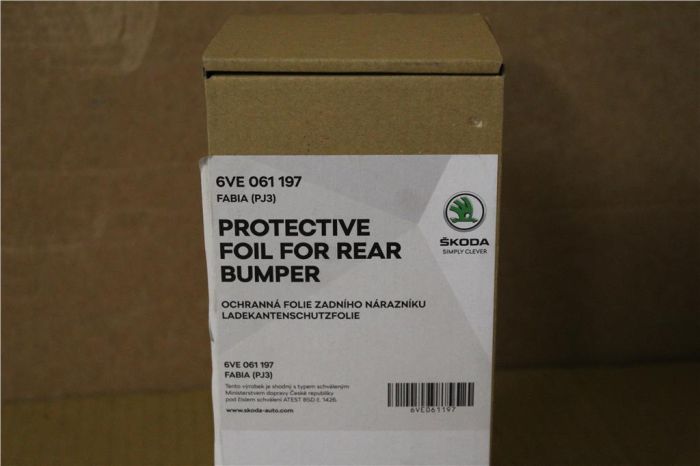 6VE 061 197
FABIA (PJ3)
PROTECTIVE
FOIL FOR REAR
BUMPER
ŠKODA
SIMPLY CLEVER
OCHRANNÁ FOLIE ZADNÍHO NÁRAZNÍKU
LADEKANTENSCHUTZFOLIE
6VE 061 197
FABIA (PJ3)
Tento výrobek je shodný s typem schváleným
Ministerstvem dopravy České republiky
pod číslem schválení ATEST 8SD č. 1426.
www.skoda-auto.com
6VE061197